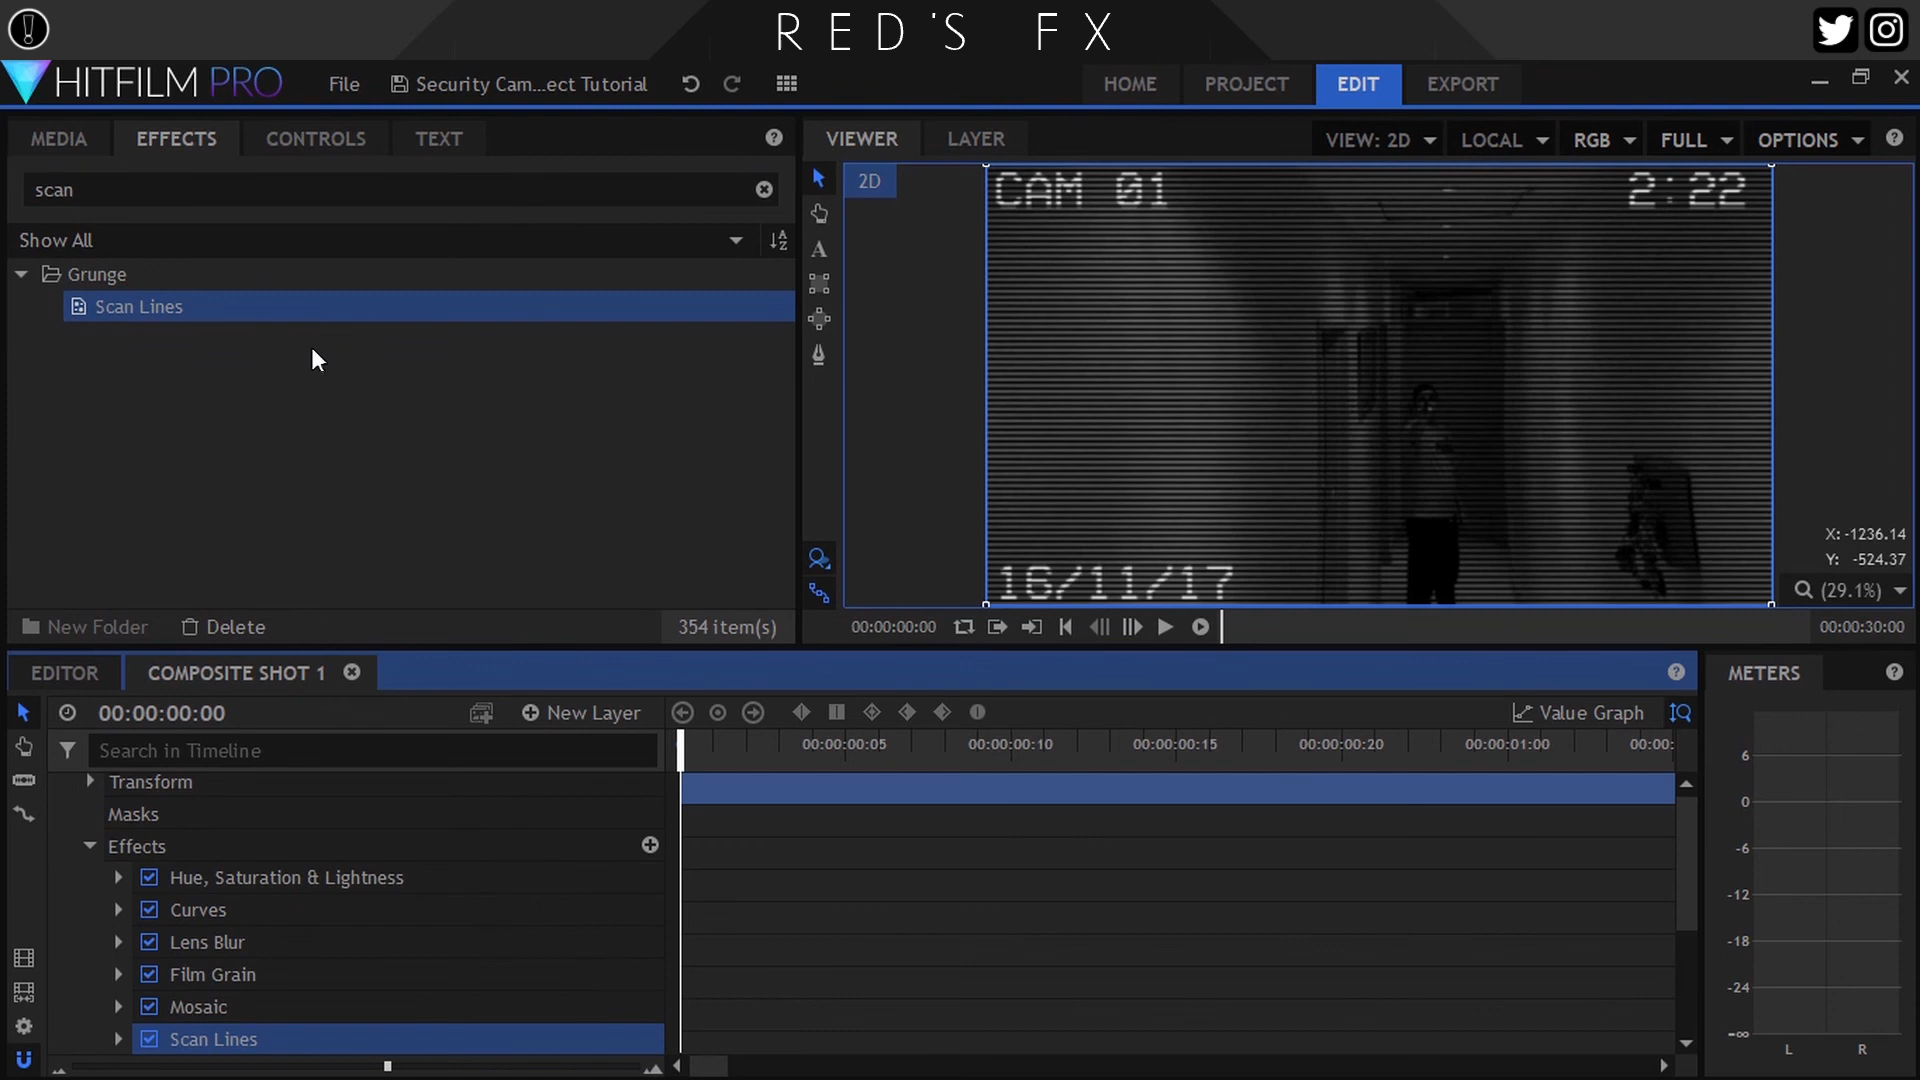 RED'S FX
HITFILM PRO
File
Security Cam...ect Tutorial
HOME
PROJECT
EDIT
EXPORT
MEDIA
EFFECTS
CONTROLS
TEXT
VIEWER
LAYER
VIEW: 2D
LOCAL
RGB
FULL
OPTIONS
scan
2D
CAM 01
2:22
Show All
Grunge
Scan Lines
X: -1236.14
Y: -524.37
16/11/17
(29.1%)
New Folder
Delete
354 item(s)
00:00:00:00
00:00:30:00
EDITOR
COMPOSITE SHOT 1
METERS
00:00:00:00
New Layer
Value Graph
Search in Timeline
00:00:00:05
00:00:00:10
00:00:00:15
00:00:00:20
00:00:01:00
00:00:
Transform
Masks
Effects
Hue, Saturation & Lightness
Curves
Lens Blur
Film Grain
Mosaic
Scan Lines
6
0
-6
-12
-18
-24
-∞
L
R